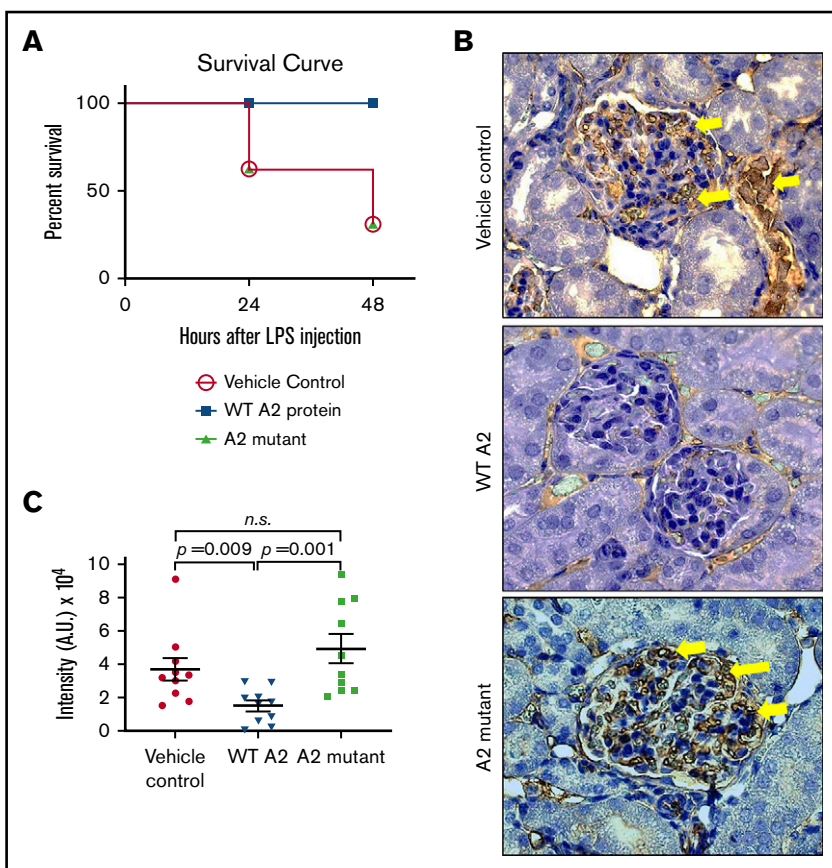 A
Survival Curve
Percent survival
100
50
0
0
24
48
Hours after LPS injection
Vehicle Control
WT A2 protein
A2 mutant
B
Vehicle control
WT A2
A2 mutant
C
n.s.
p=0.009
p=0.001
Intensity (A.U.) x 10⁴
10
8
6
4
2
0
Vehicle
control
WT A2
A2 mutant